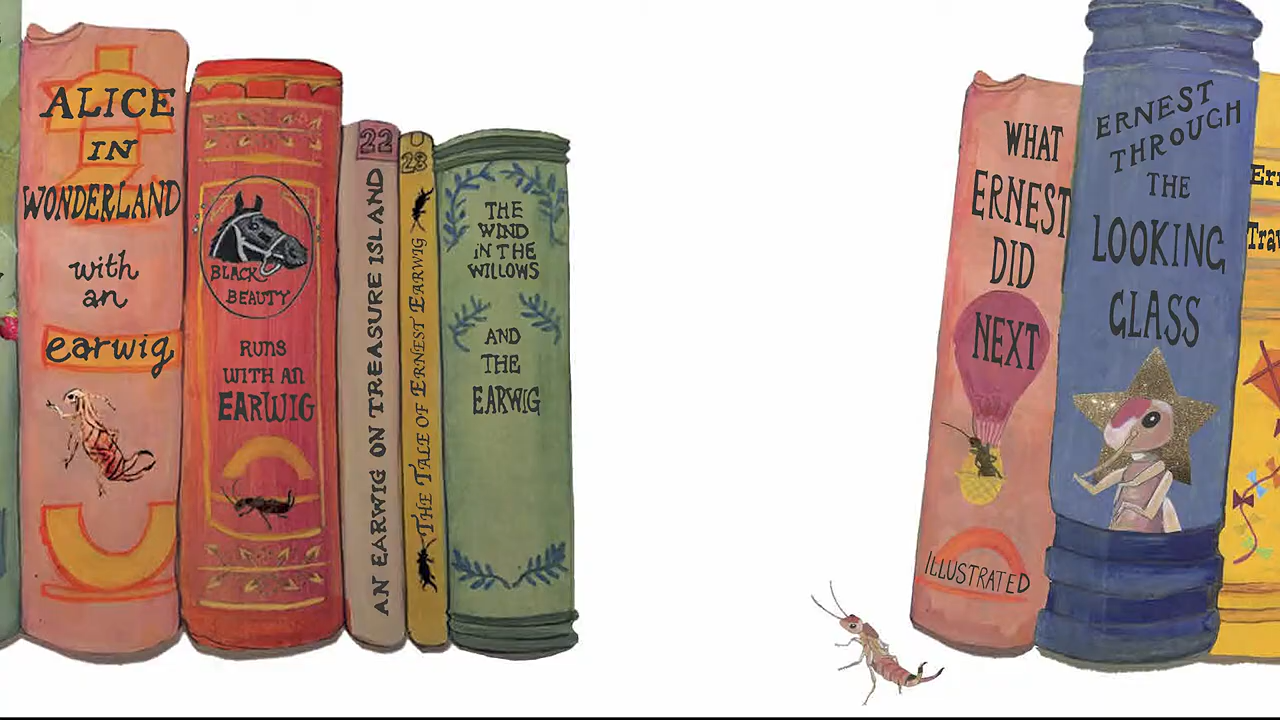 ALICE
IN
WONDERLAND
with
an
earwig
BLACK
BEAUTY
RUNS
WITH AN
EARWIG
22
AN EARWIG ON TREASURE ISLAND
23
THE TALE OF ERNEST EARWIG
THE
WIND
IN THE
WILLOWS
AND
THE
EARWIG
WHAT
ERNEST
DID
NEXT
ILLUSTRATED
ERNEST
THROUGH
THE
LOOKING
GLASS